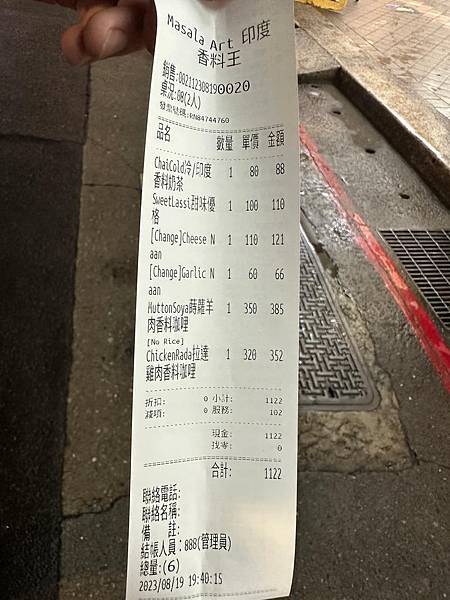 Masala Art 印度
香料王
銷售:002112308190020
桌況:08(2人)
發票號碼:RN84744760
品名 數量 單價 金額
ChaiCold冷/印度 1 80 88
香料奶茶
SweetLassi甜味優 1 100 110
格
[Change]Cheese N 1 110 121
aan
[Change]Garlic N 1 60 66
aan
MuttonSoya蒔蘿羊 1 350 385
肉香料咖哩
[No Rice]
ChickenRada拉達 1 320 352
雞肉香料咖哩
折扣: 0 小計: 1122
減項: 0 服務: 102
現金: 1122
找零: 0
合計: 1122
聯絡電話:
聯絡名稱:
備 註:
結帳人員:888(管理員)
總量:(6)
2023/08/19 19:40:15